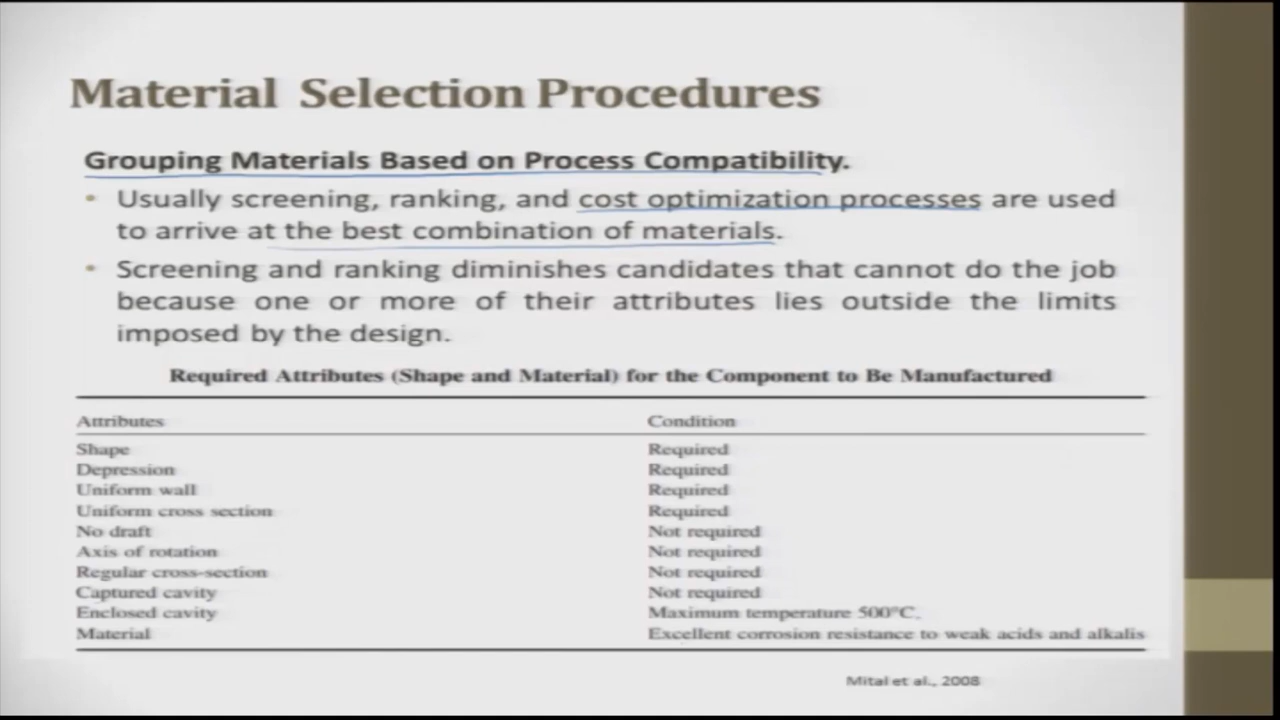 Material Selection Procedures
Grouping Materials Based on Process Compatibility.
• Usually screening, ranking, and cost optimization processes are used
to arrive at the best combination of materials.
• Screening and ranking diminishes candidates that cannot do the job
because one or more of their attributes lies outside the limits
imposed by the design.
Required Attributes (Shape and Material) for the Component to Be Manufactured
Attributes Condition
Shape Required
Depression Required
Uniform wall Required
Uniform cross section Required
No draft Not required
Axis of rotation Not required
Regular cross-section Not required
Captured cavity Not required
Enclosed cavity Maximum temperature 500°C.
Material Excellent corrosion resistance to weak acids and alkalis
Mital et al., 2008